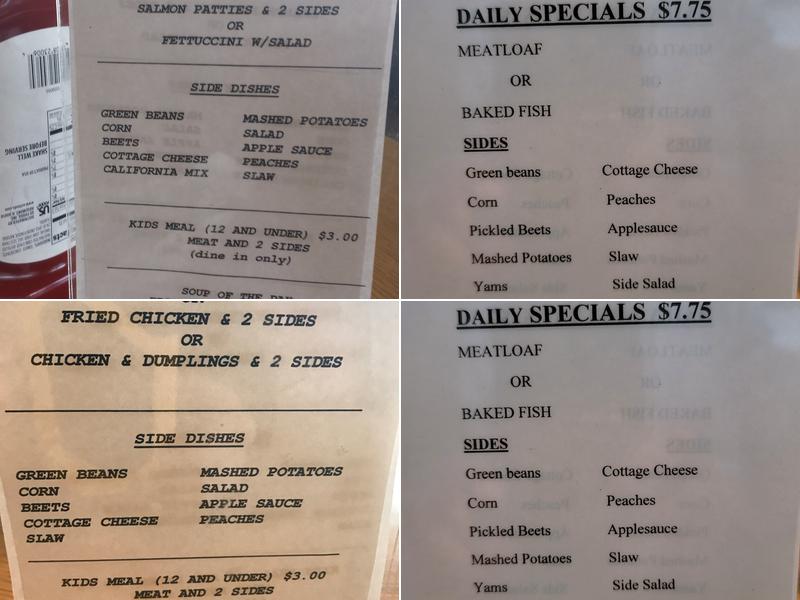 SALMON PATTIES & 2 SIDES
OR
FETTUCCINI W/SALAD
SIDE DISHES
GREEN BEANS MASHED POTATOES
CORN SALAD
BEETS APPLE SAUCE
COTTAGE CHEESE PEACHES
CALIFORNIA MIX SLAW
KIDS MEAL (12 AND UNDER) $3.00
MEAT AND 2 SIDES
(dine in only)
SOUP OF THE DAY
SHAKE WELL
BEFORE SERVING
DAILY SPECIALS $7.75
MEATLOAF
OR
BAKED FISH
SIDES
Green beans Cottage Cheese
Corn Peaches
Pickled Beets Applesauce
Mashed Potatoes Slaw
Yams Side Salad
FRIED CHICKEN & 2 SIDES
OR
CHICKEN & DUMPLINGS & 2 SIDES
SIDE DISHES
GREEN BEANS MASHED POTATOES
CORN SALAD
BEETS APPLE SAUCE
COTTAGE CHEESE PEACHES
SLAW
KIDS MEAL (12 AND UNDER) $3.00
MEAT AND 2 SIDES
DAILY SPECIALS $7.75
MEATLOAF
OR
BAKED FISH
SIDES
Green beans Cottage Cheese
Corn Peaches
Pickled Beets Applesauce
Mashed Potatoes Slaw
Yams Side Salad